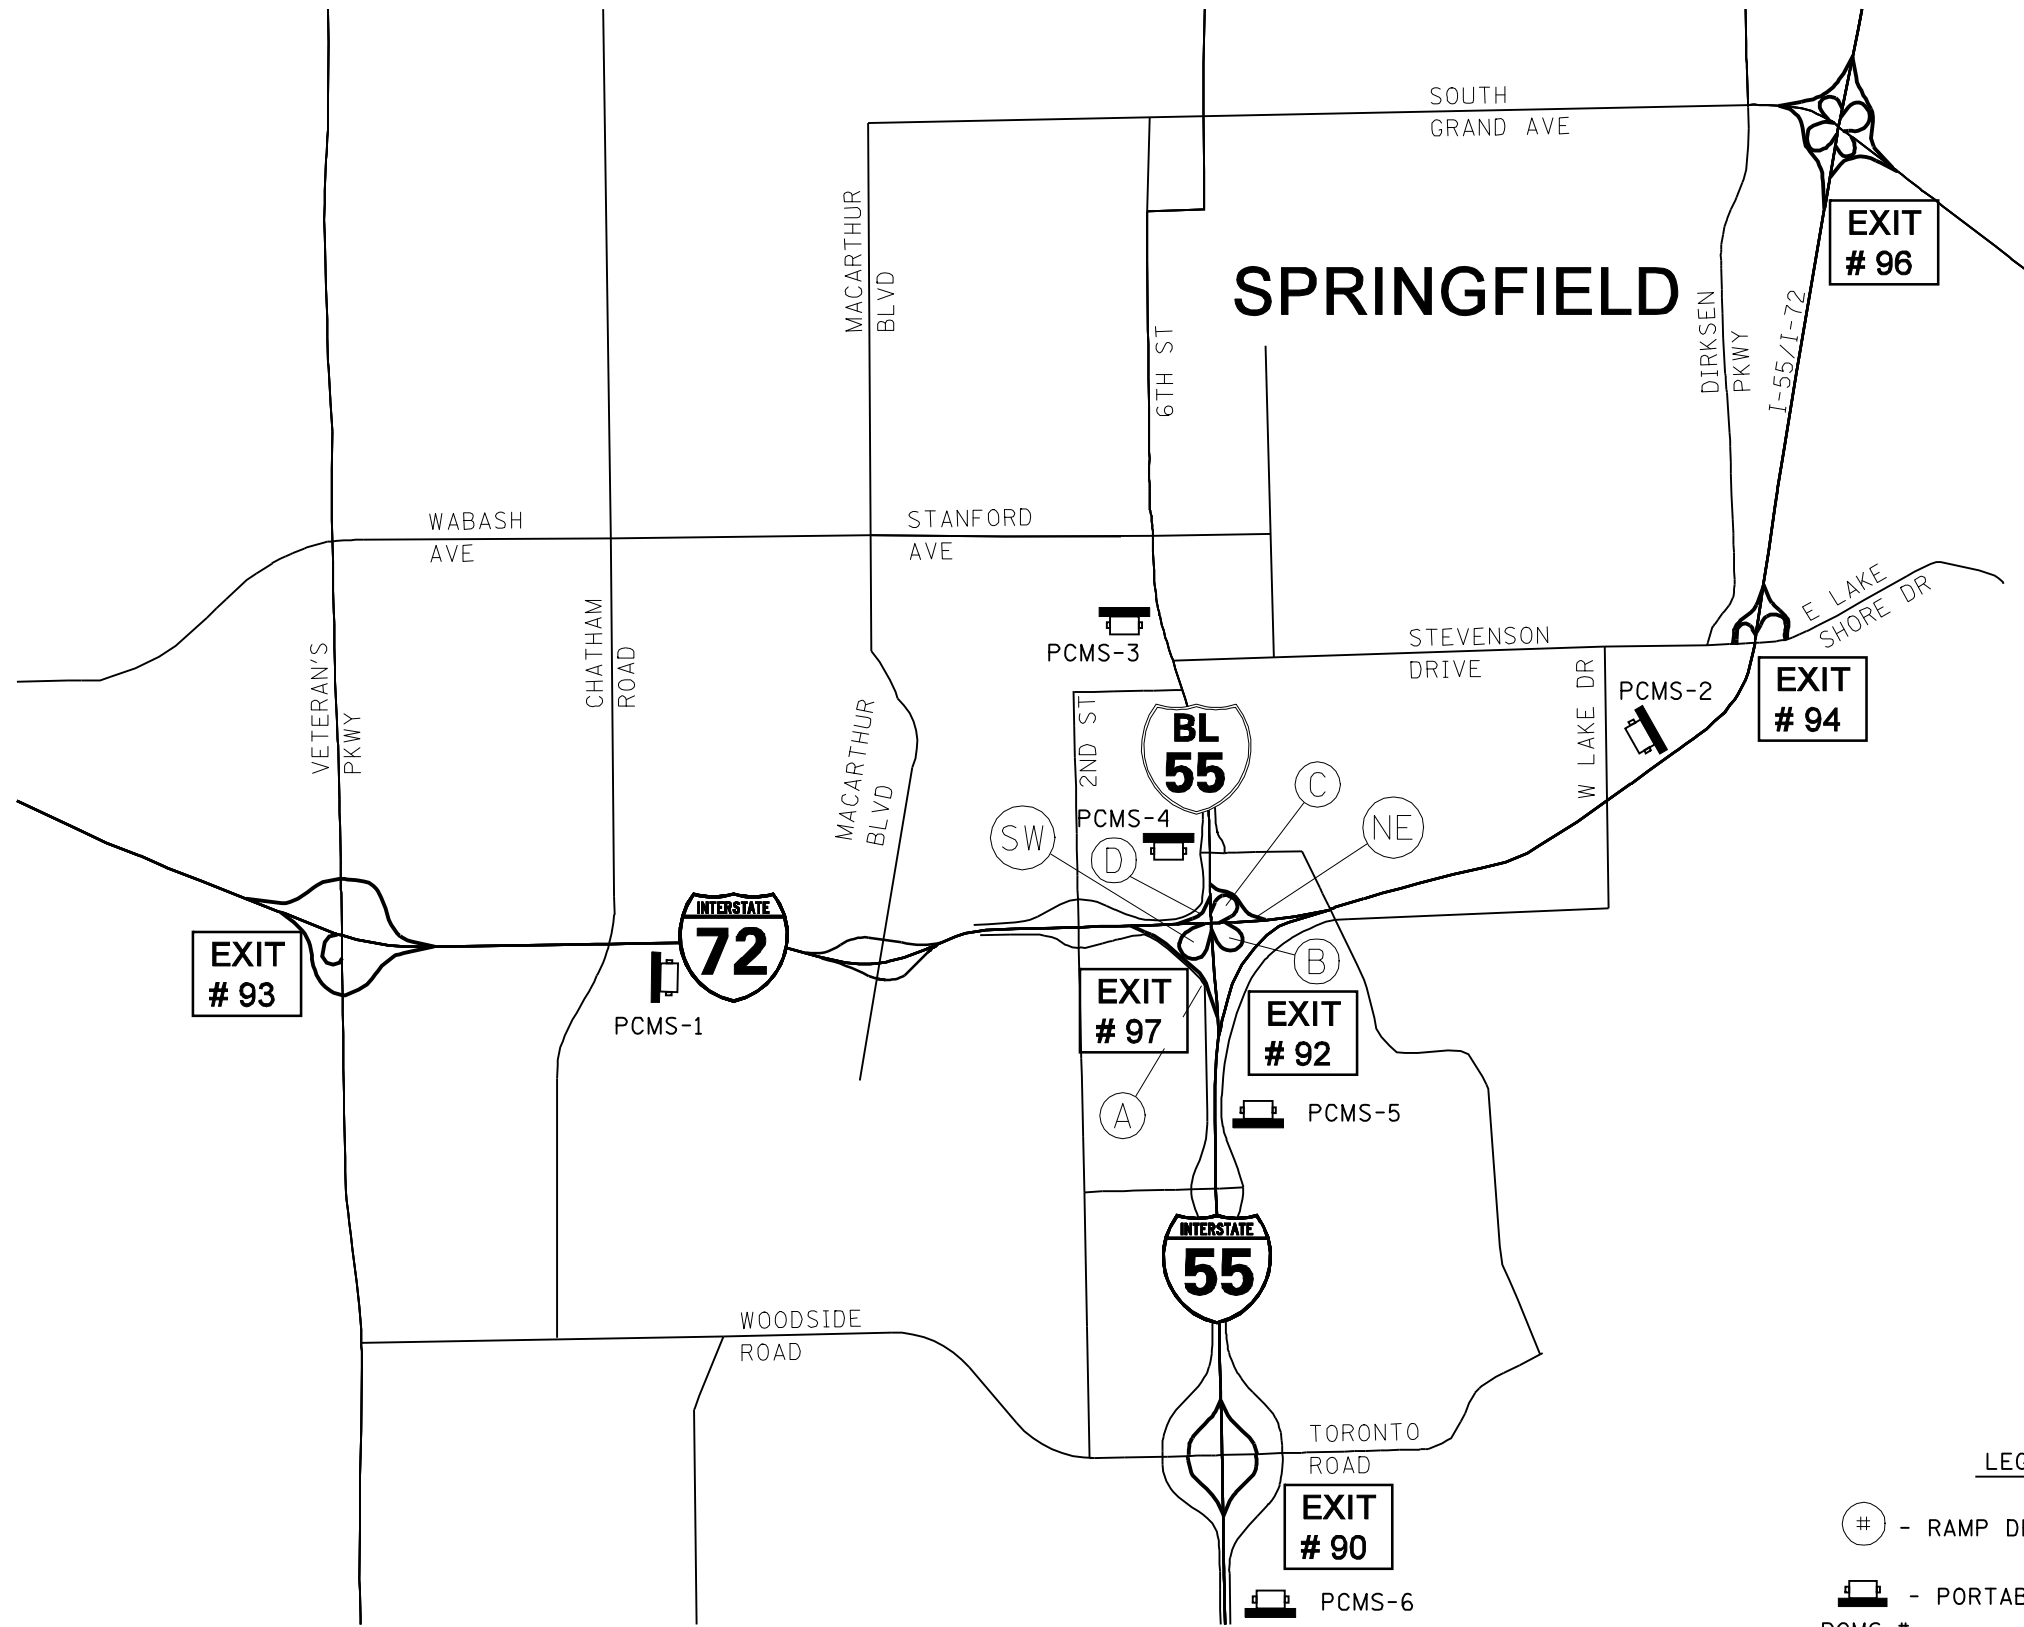 SOUTH
GRAND AVE
MACARTHUR
BLVD
EXIT
# 96
SPRINGFIELD
DIRKSEN
PKWY
I-55/I-72
6TH ST
WABASH
AVE
STANFORD
AVE
E LAKE
SHORE DR
VETERAN'S
PKWY
CHATHAM
ROAD
PCMS-3
STEVENSON
DRIVE
EXIT
# 94
PCMS-2
W LAKE DR
2ND ST
MACARTHUR
BLVD
BL
55
PCMS-4
C
SW
D
NE
INTERSTATE
72
EXIT
# 93
PCMS-1
B
EXIT
# 97
EXIT
# 92
A
PCMS-5
INTERSTATE
55
WOODSIDE
ROAD
TORONTO
ROAD
EXIT
# 90
PCMS-6
# - RAMP
-